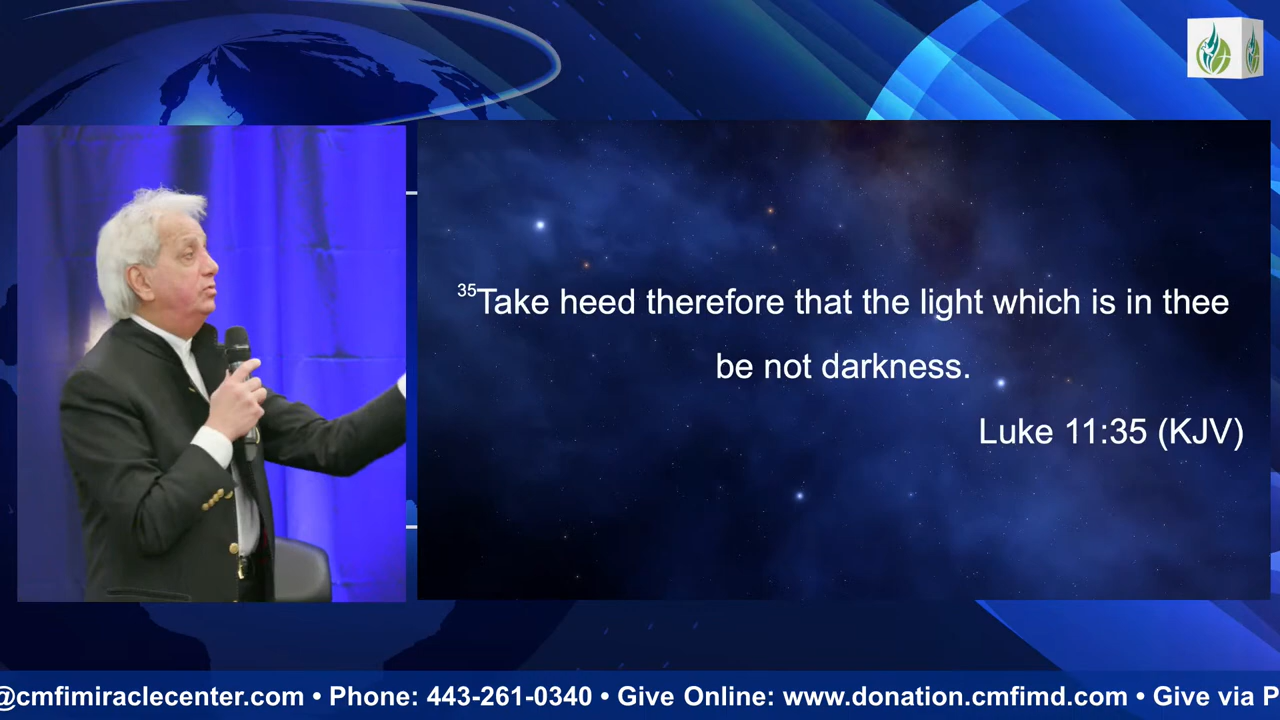 ³⁵Take heed therefore that the light which is in thee
be not darkness.
Luke 11:35 (KJV)
@cmfimiraclecenter.com • Phone: 443-261-0340 • Give Online: www.donation.cmfimd.com • Give via P